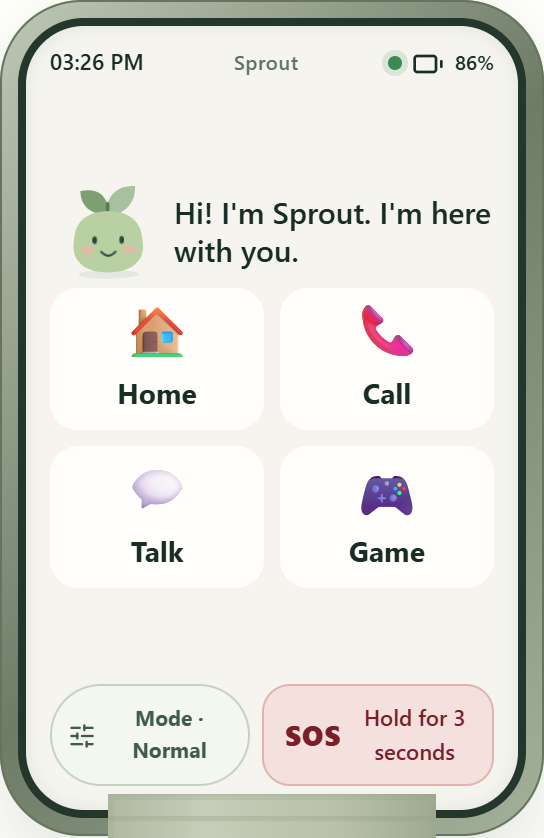 03:26 PM Sprout 86%
Hi! I'm Sprout. I'm here
with you.
Home Call
Talk Game
Mode ·
Normal
SOS
Hold for 3
seconds